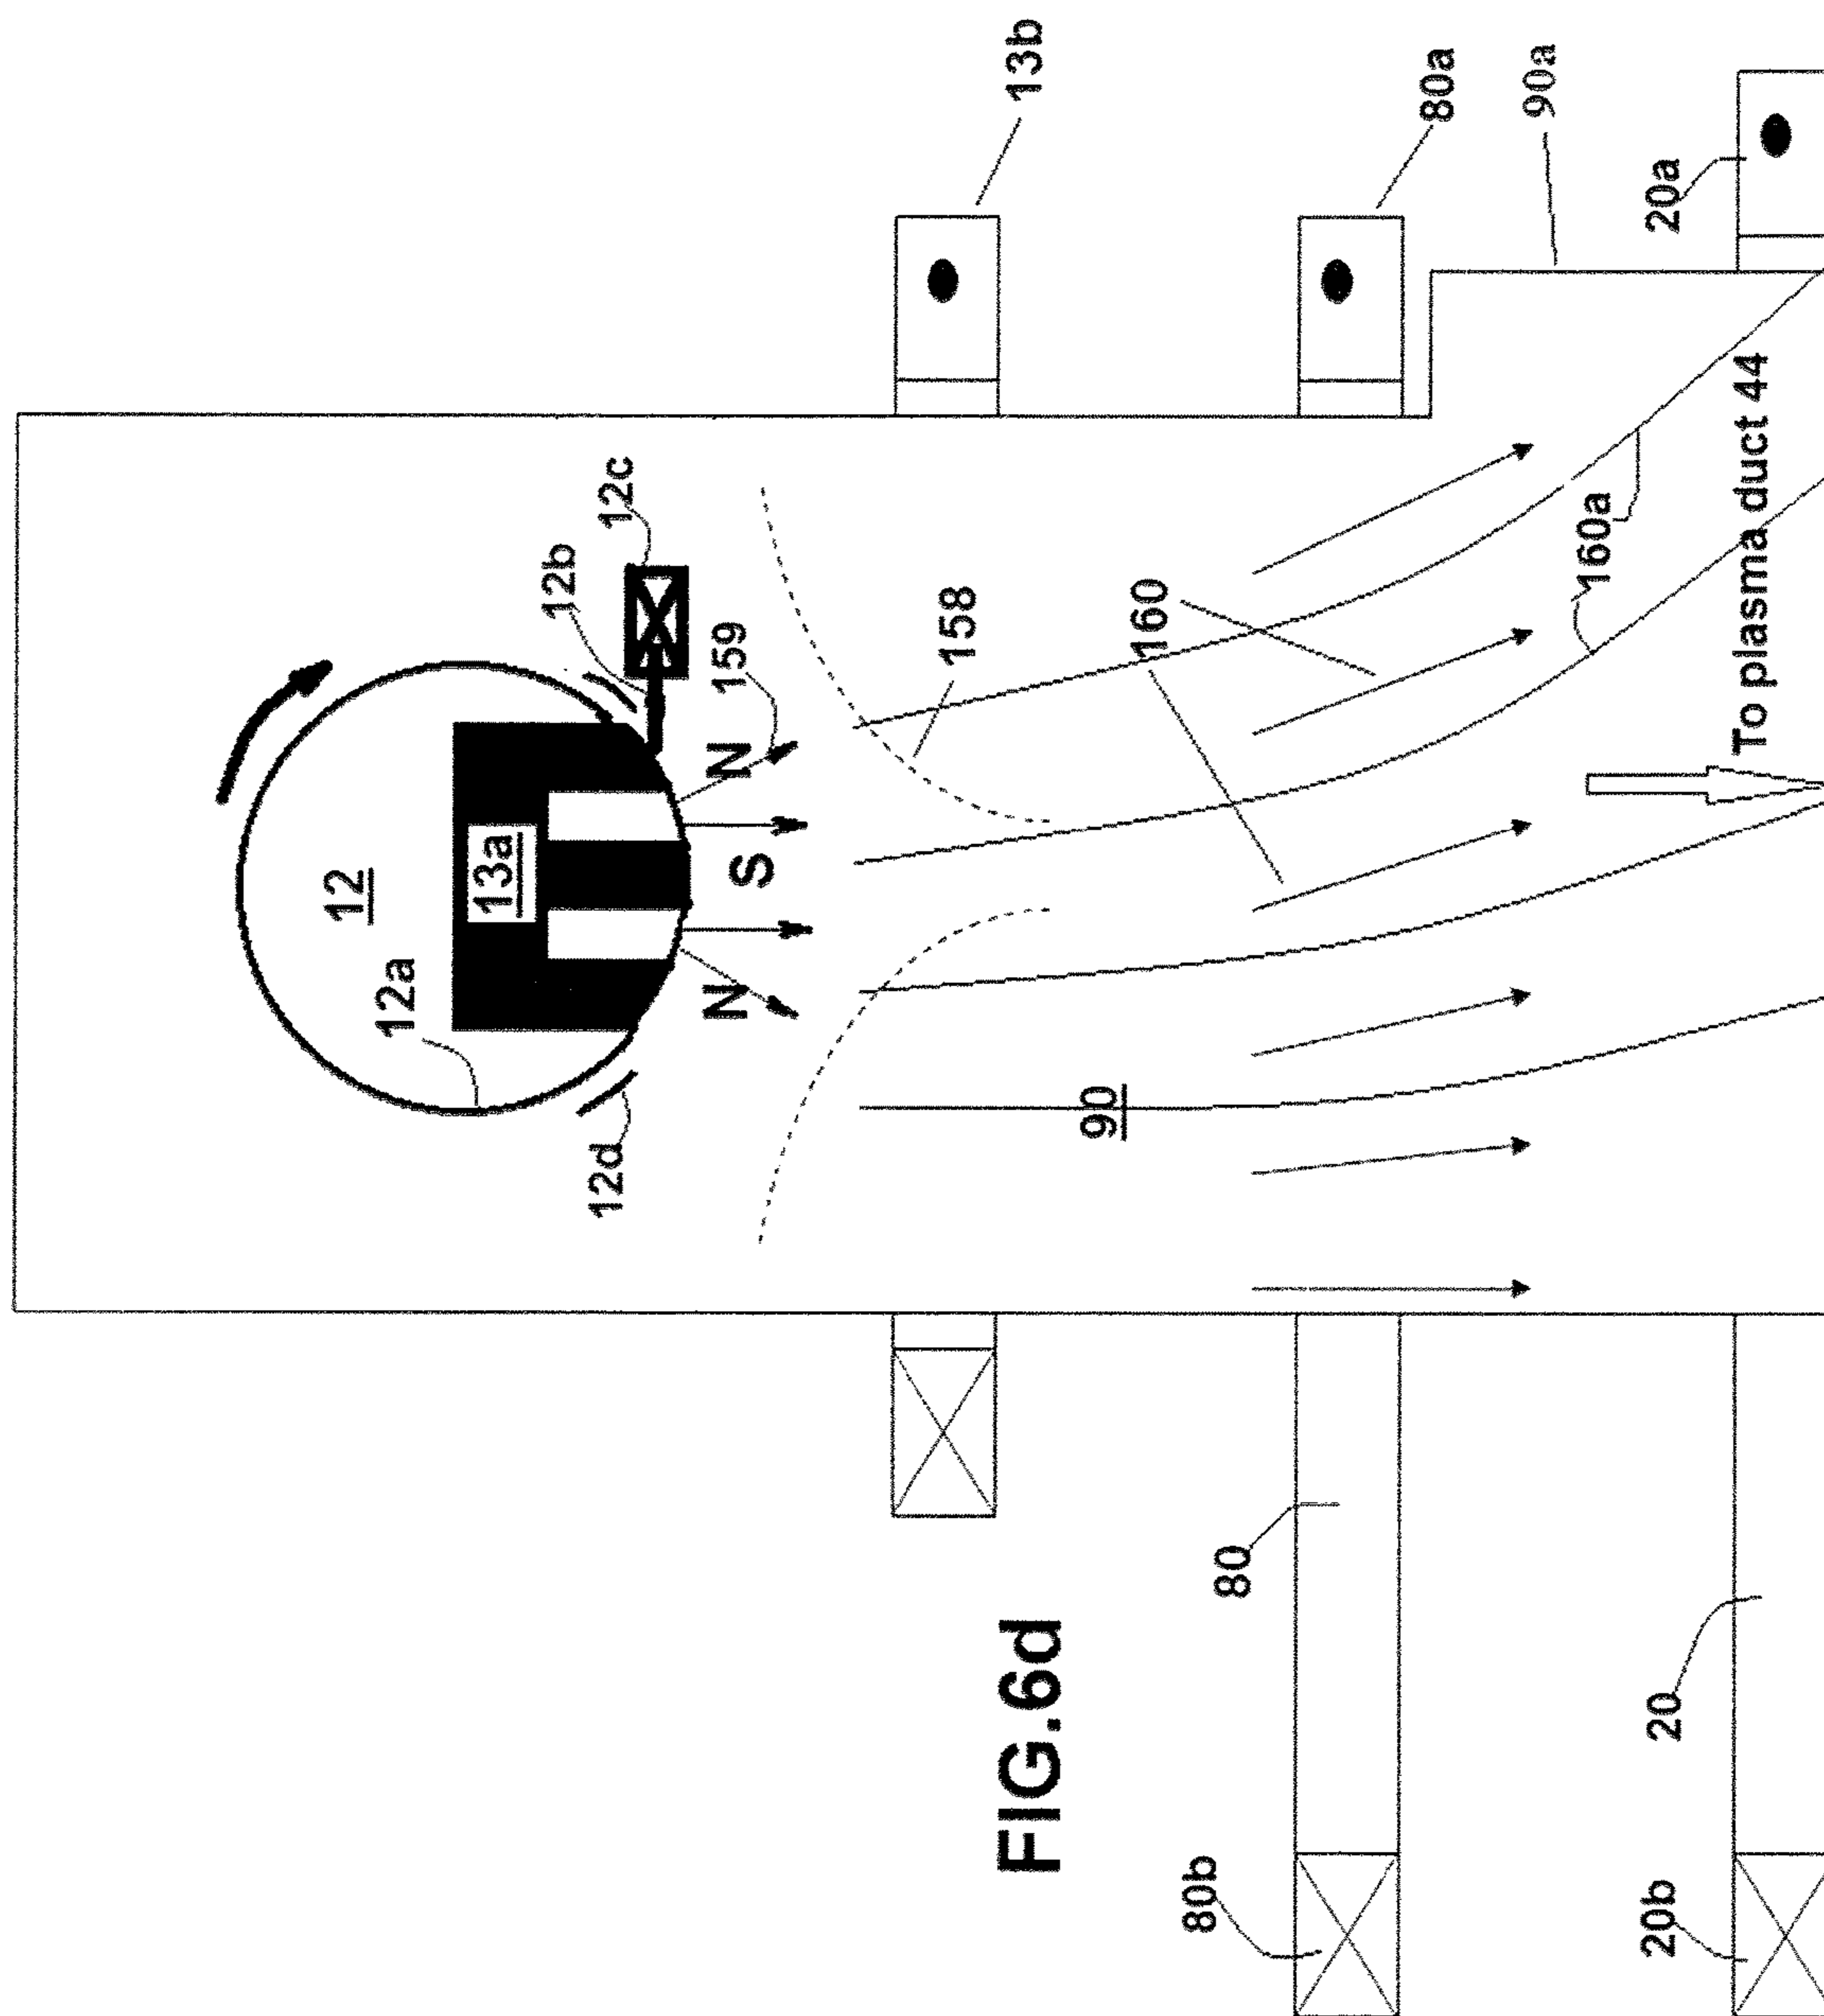 13b
80a
90a
20a
12c
12b
159
N
158
160
160a
To plasma duct 44
13a
12
S
12a
N
90
12d
FIG.6d
80
20
80b
20b